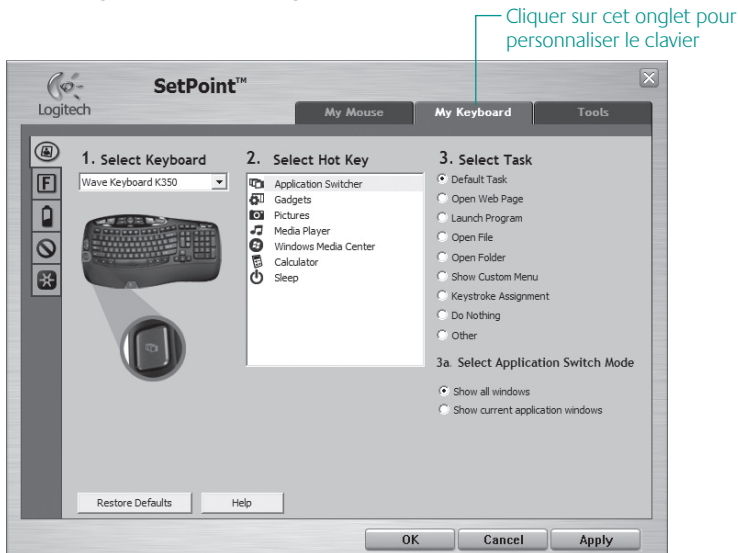 Cliquer sur cet onglet pour
personnaliser le clavier
Logitech
SetPoint™
My Mouse
My Keyboard
Tools
1. Select Keyboard
Wave Keyboard K350
2. Select Hot Key
Application Switcher
Gadgets
Pictures
Media Player
Windows Media Center
Calculator
Sleep
3. Select Task
Default Task
Open Web Page
Launch Program
Open File
Open Folder
Show Custom Menu
Keystroke Assignment
Do Nothing
Other
3a. Select Application Switch Mode
Show all windows
Show current application windows
F
Restore Defaults
Help
OK
Cancel
Apply